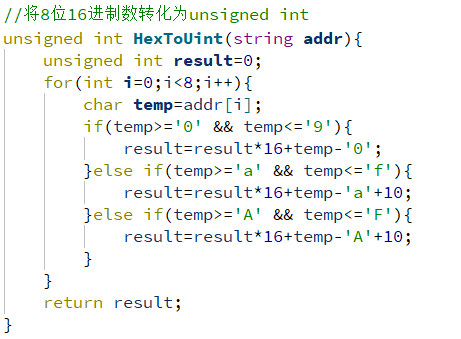 //将8位16进制数转化为unsigned int
unsigned int HexToUint(string addr){
    unsigned int result=0;
    for(int i=0;i<8;i++){
        char temp=addr[i];
        if(temp>='0' && temp<='9'){
            result=result*16+temp-'0';
        }else if(temp>='a' && temp<='f'){
            result=result*16+temp-'a'+10;
        }else if(temp>='A' && temp<='F'){
            result=result*16+temp-'A'+10;
        }
    }
    return result;
}